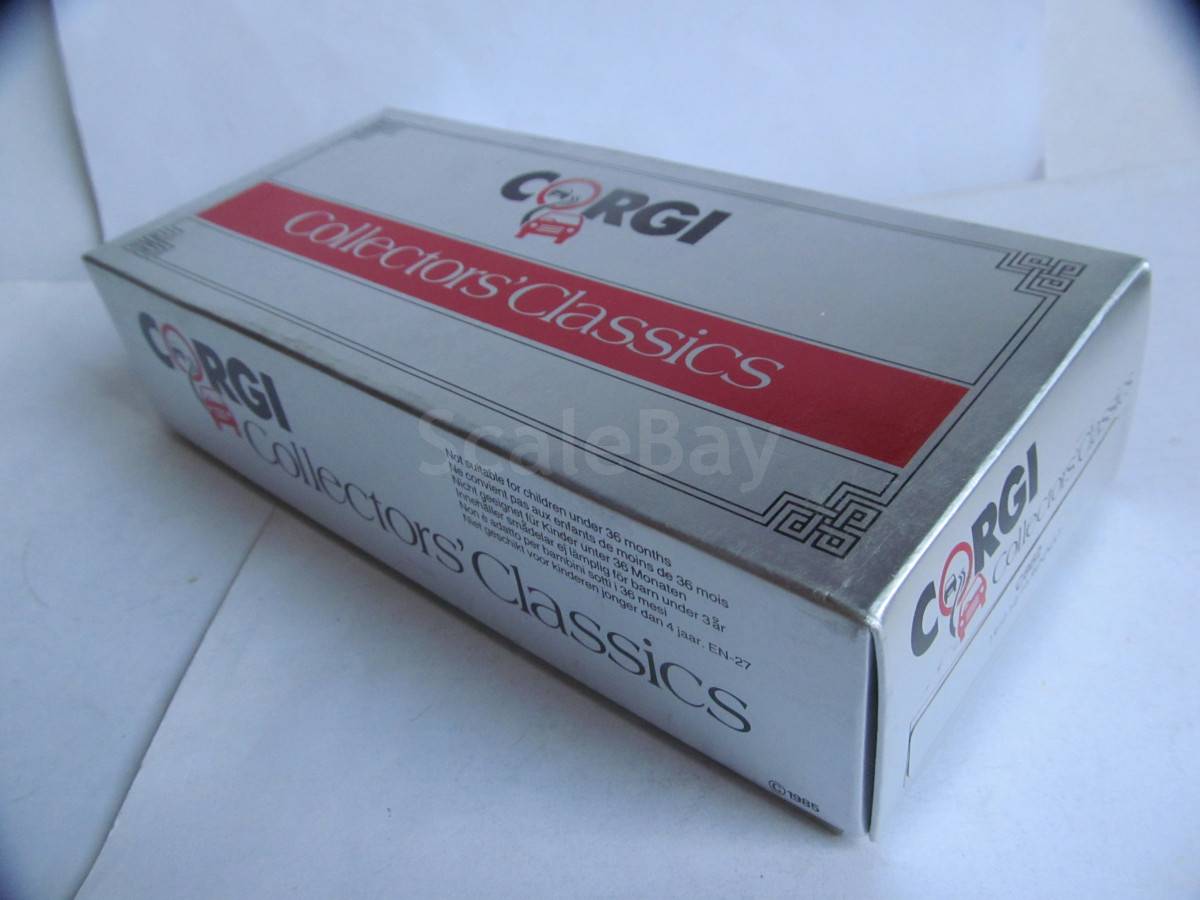 CORGI
Collectors' Classics
CORGI
Collectors' Classics
Not suitable for children under 36 months
Ne convient pas aux enfants de moins de 36 mois
Nicht geeignet für Kinder unter 36 Monaten
Innehåller smådelar ej lämplig för barn under 3 år
Non è adatto per bambini sotti i 36 mesi
Niet geschikt voor kinderen jonger dan 4 jaar. EN-27
©1985
CORGI
Collectors' Classics
ScaleBay